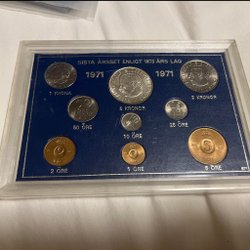 SISTA ÅRSSET ENLIGT 1873 ÅRS LAG
1971 1971
1 KRONA 5 KRONOR 2 KRONOR
50 ÖRE 10 ÖRE 25 ÖRE
2 ÖRE 1 ÖRE 5 ÖRE